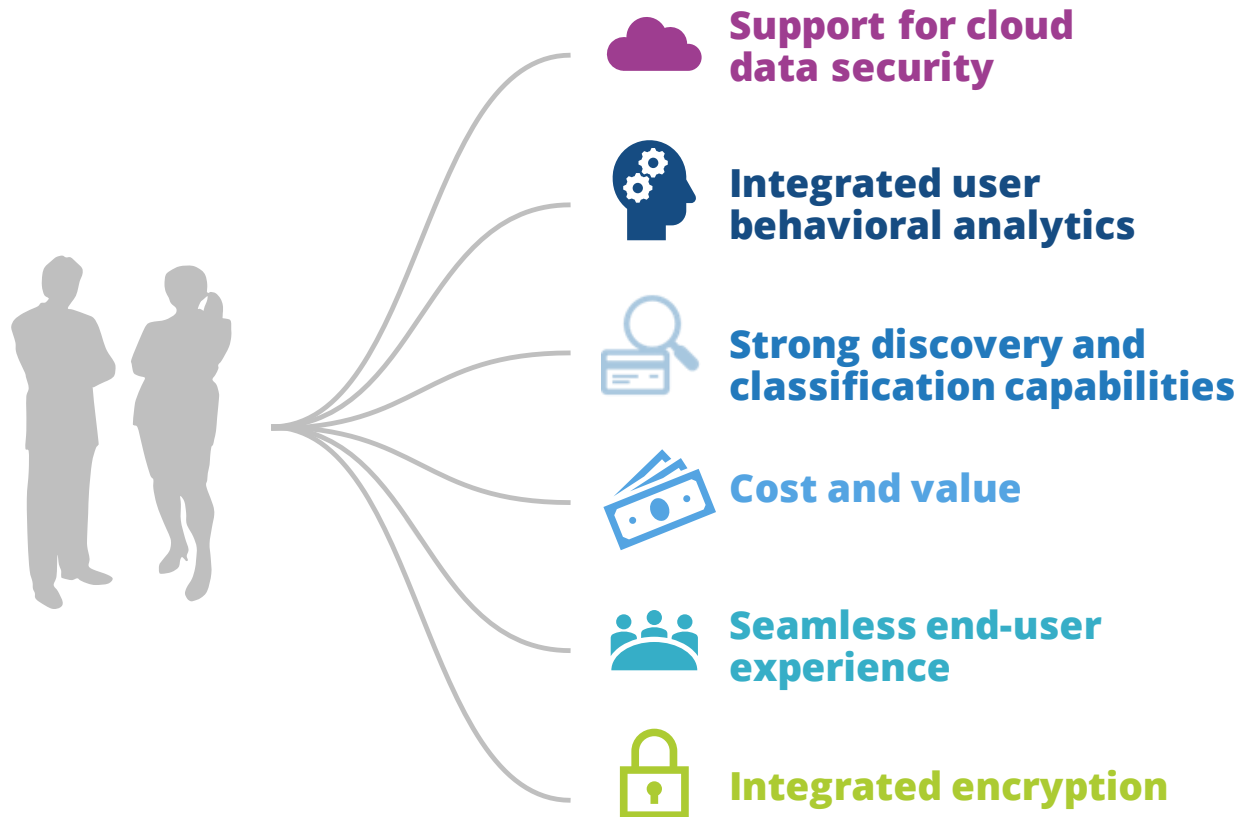 Support for cloud
data security
Integrated user
behavioral analytics
Strong discovery and
classification capabilities
Cost and value
Seamless end-user
experience
Integrated encryption